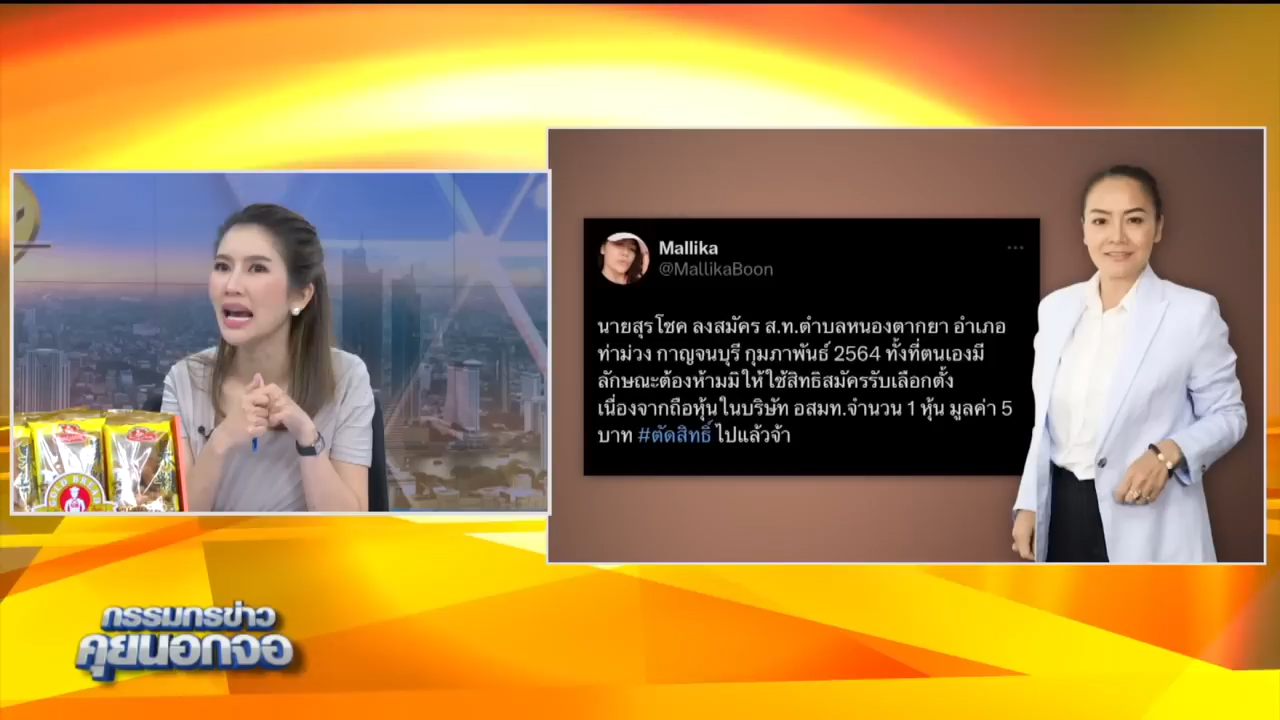 Mallika
@MallikaBoon
นายสุรโชค ลงสมัคร ส.ท.ตำบลหนองตากยา อำเภอ
ท่าม่วง กาญจนบุรี กุมภาพันธ์ 2564 ทั้งที่ตนเองมี
ลักษณะต้องห้ามมิให้ใช้สิทธิสมัครรับเลือกตั้ง
เนื่องจากถือหุ้นในบริษัท อสมท.จำนวน 1 หุ้น มูลค่า 5
บาท #ตัดสิทธิ์ ไปแล้วจ้า
GOLD BREAD
กรรมกรข่าว
คุยนอกจอ